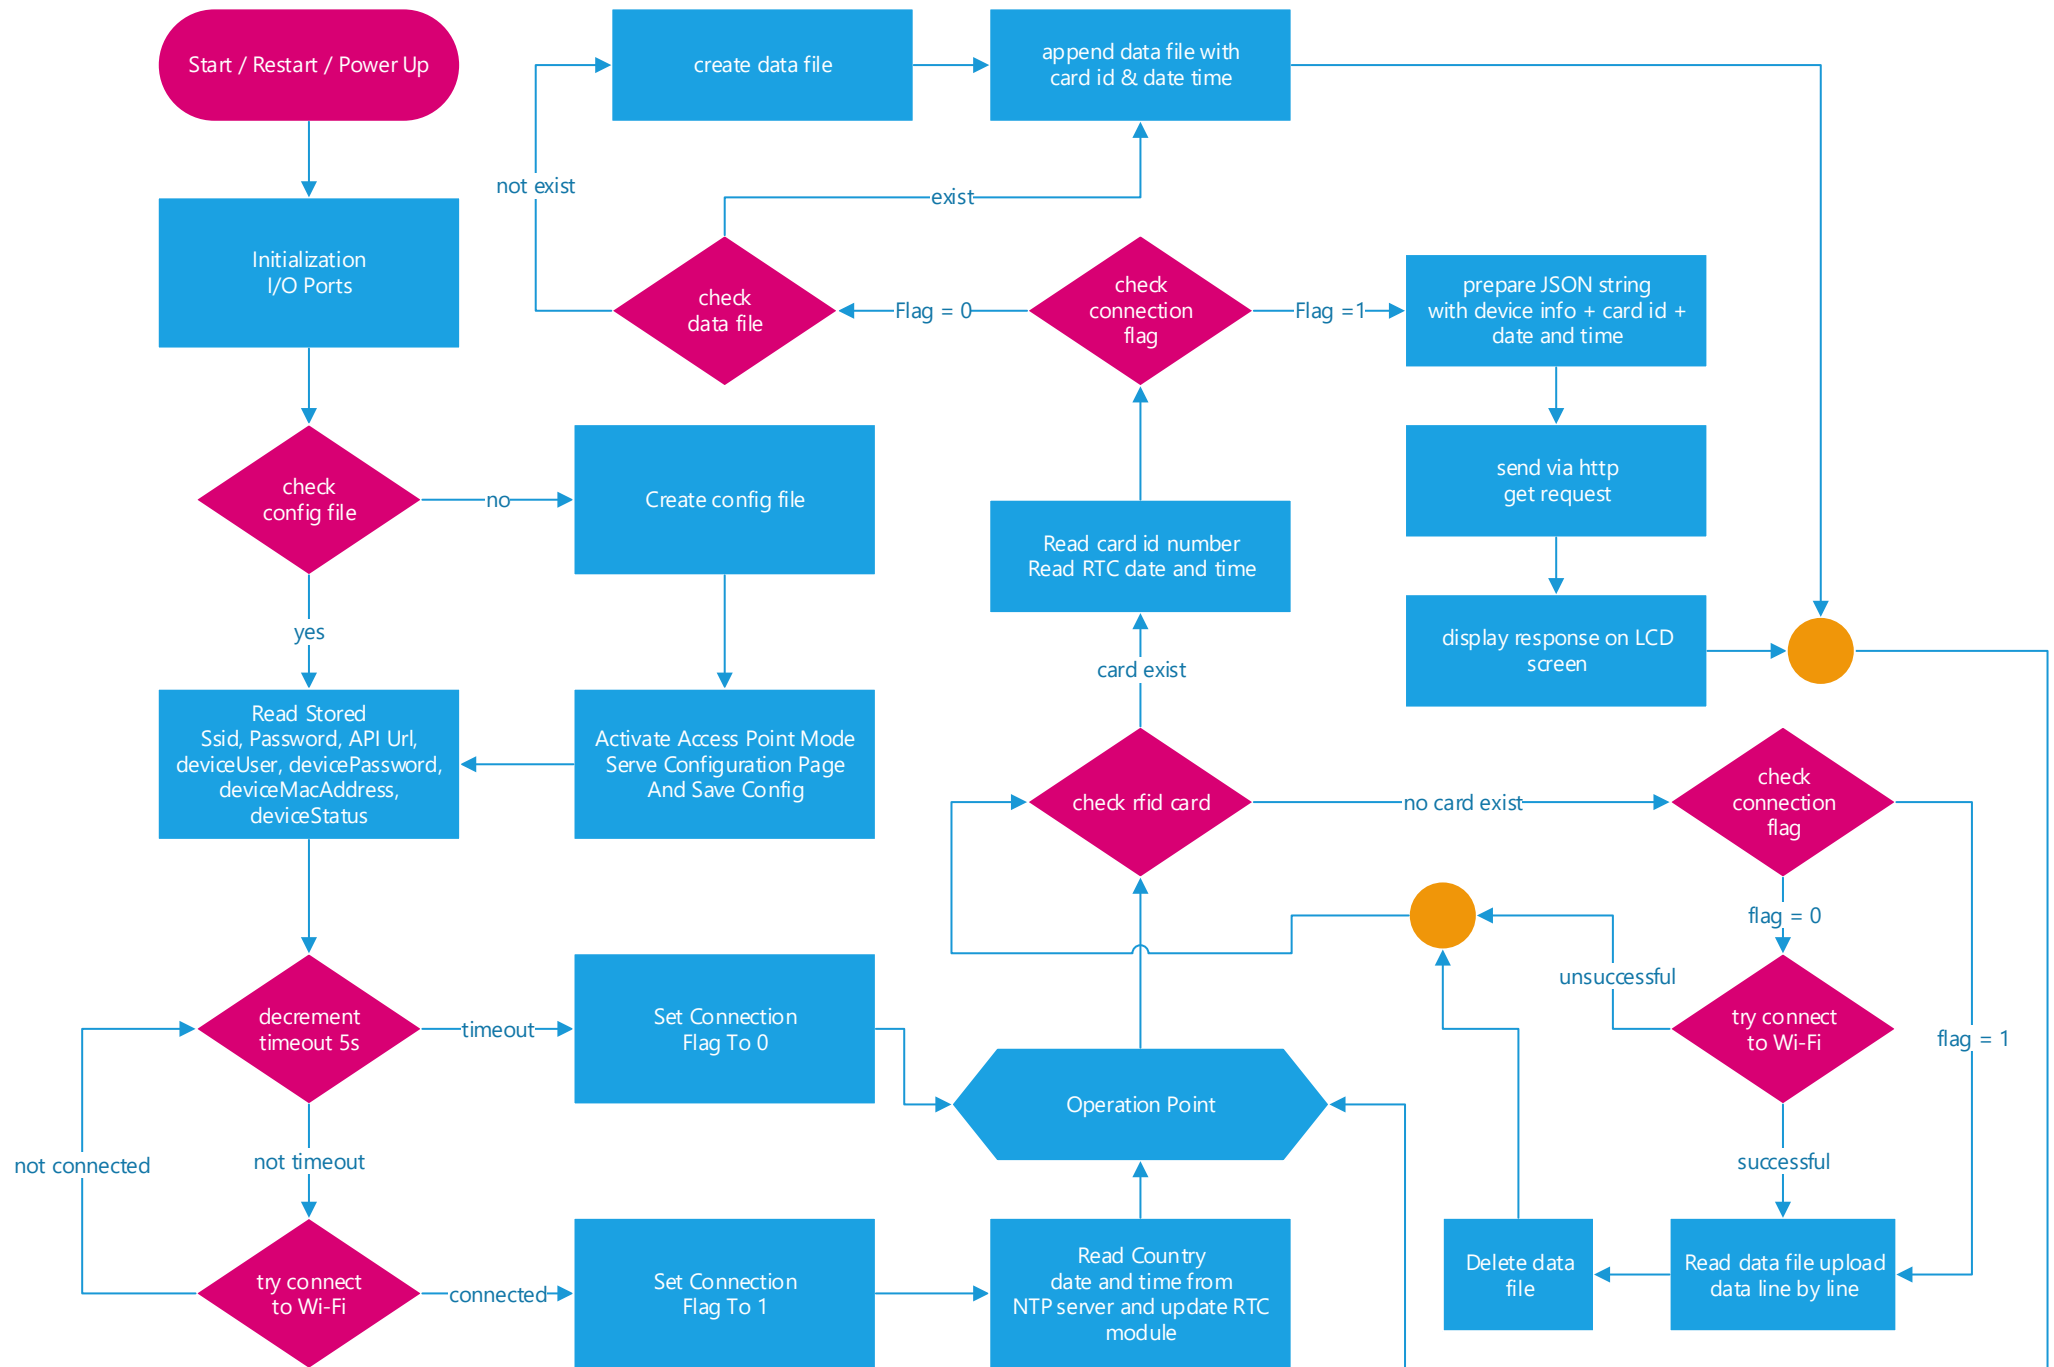 Start / Restart / Power Up
create data file
append data file with
card id & date time
not exist
exist
Initialization
I/O Ports
check
data file
Flag = 0
check
connection
flag
Flag =1
prepare JSON string
with device info + card id +
date and time
check
config file
no
Create config file
send via http
get request
Read card id number
Read RTC date and time
yes
card exist
display response on LCD
screen
Read Stored
Ssid, Password, API Url,
deviceUser, devicePassword,
deviceMacAddress,
deviceStatus
Activate Access Point Mode
Serve Configuration Page
And Save Config
check rfid card
no card exist
check
connection
flag
flag = 0
unsuccessful
decrement
timeout 5s
timeout
Set Connection
Flag To 0
try connect
to Wi-Fi
flag = 1
Operation Point
not connected
not timeout
successful
try connect
to Wi-Fi
connected
Set Connection
Flag To 1
Read Country
date and time from
NTP server and update RTC
module
Delete data
file
Read data file upload
data line by line